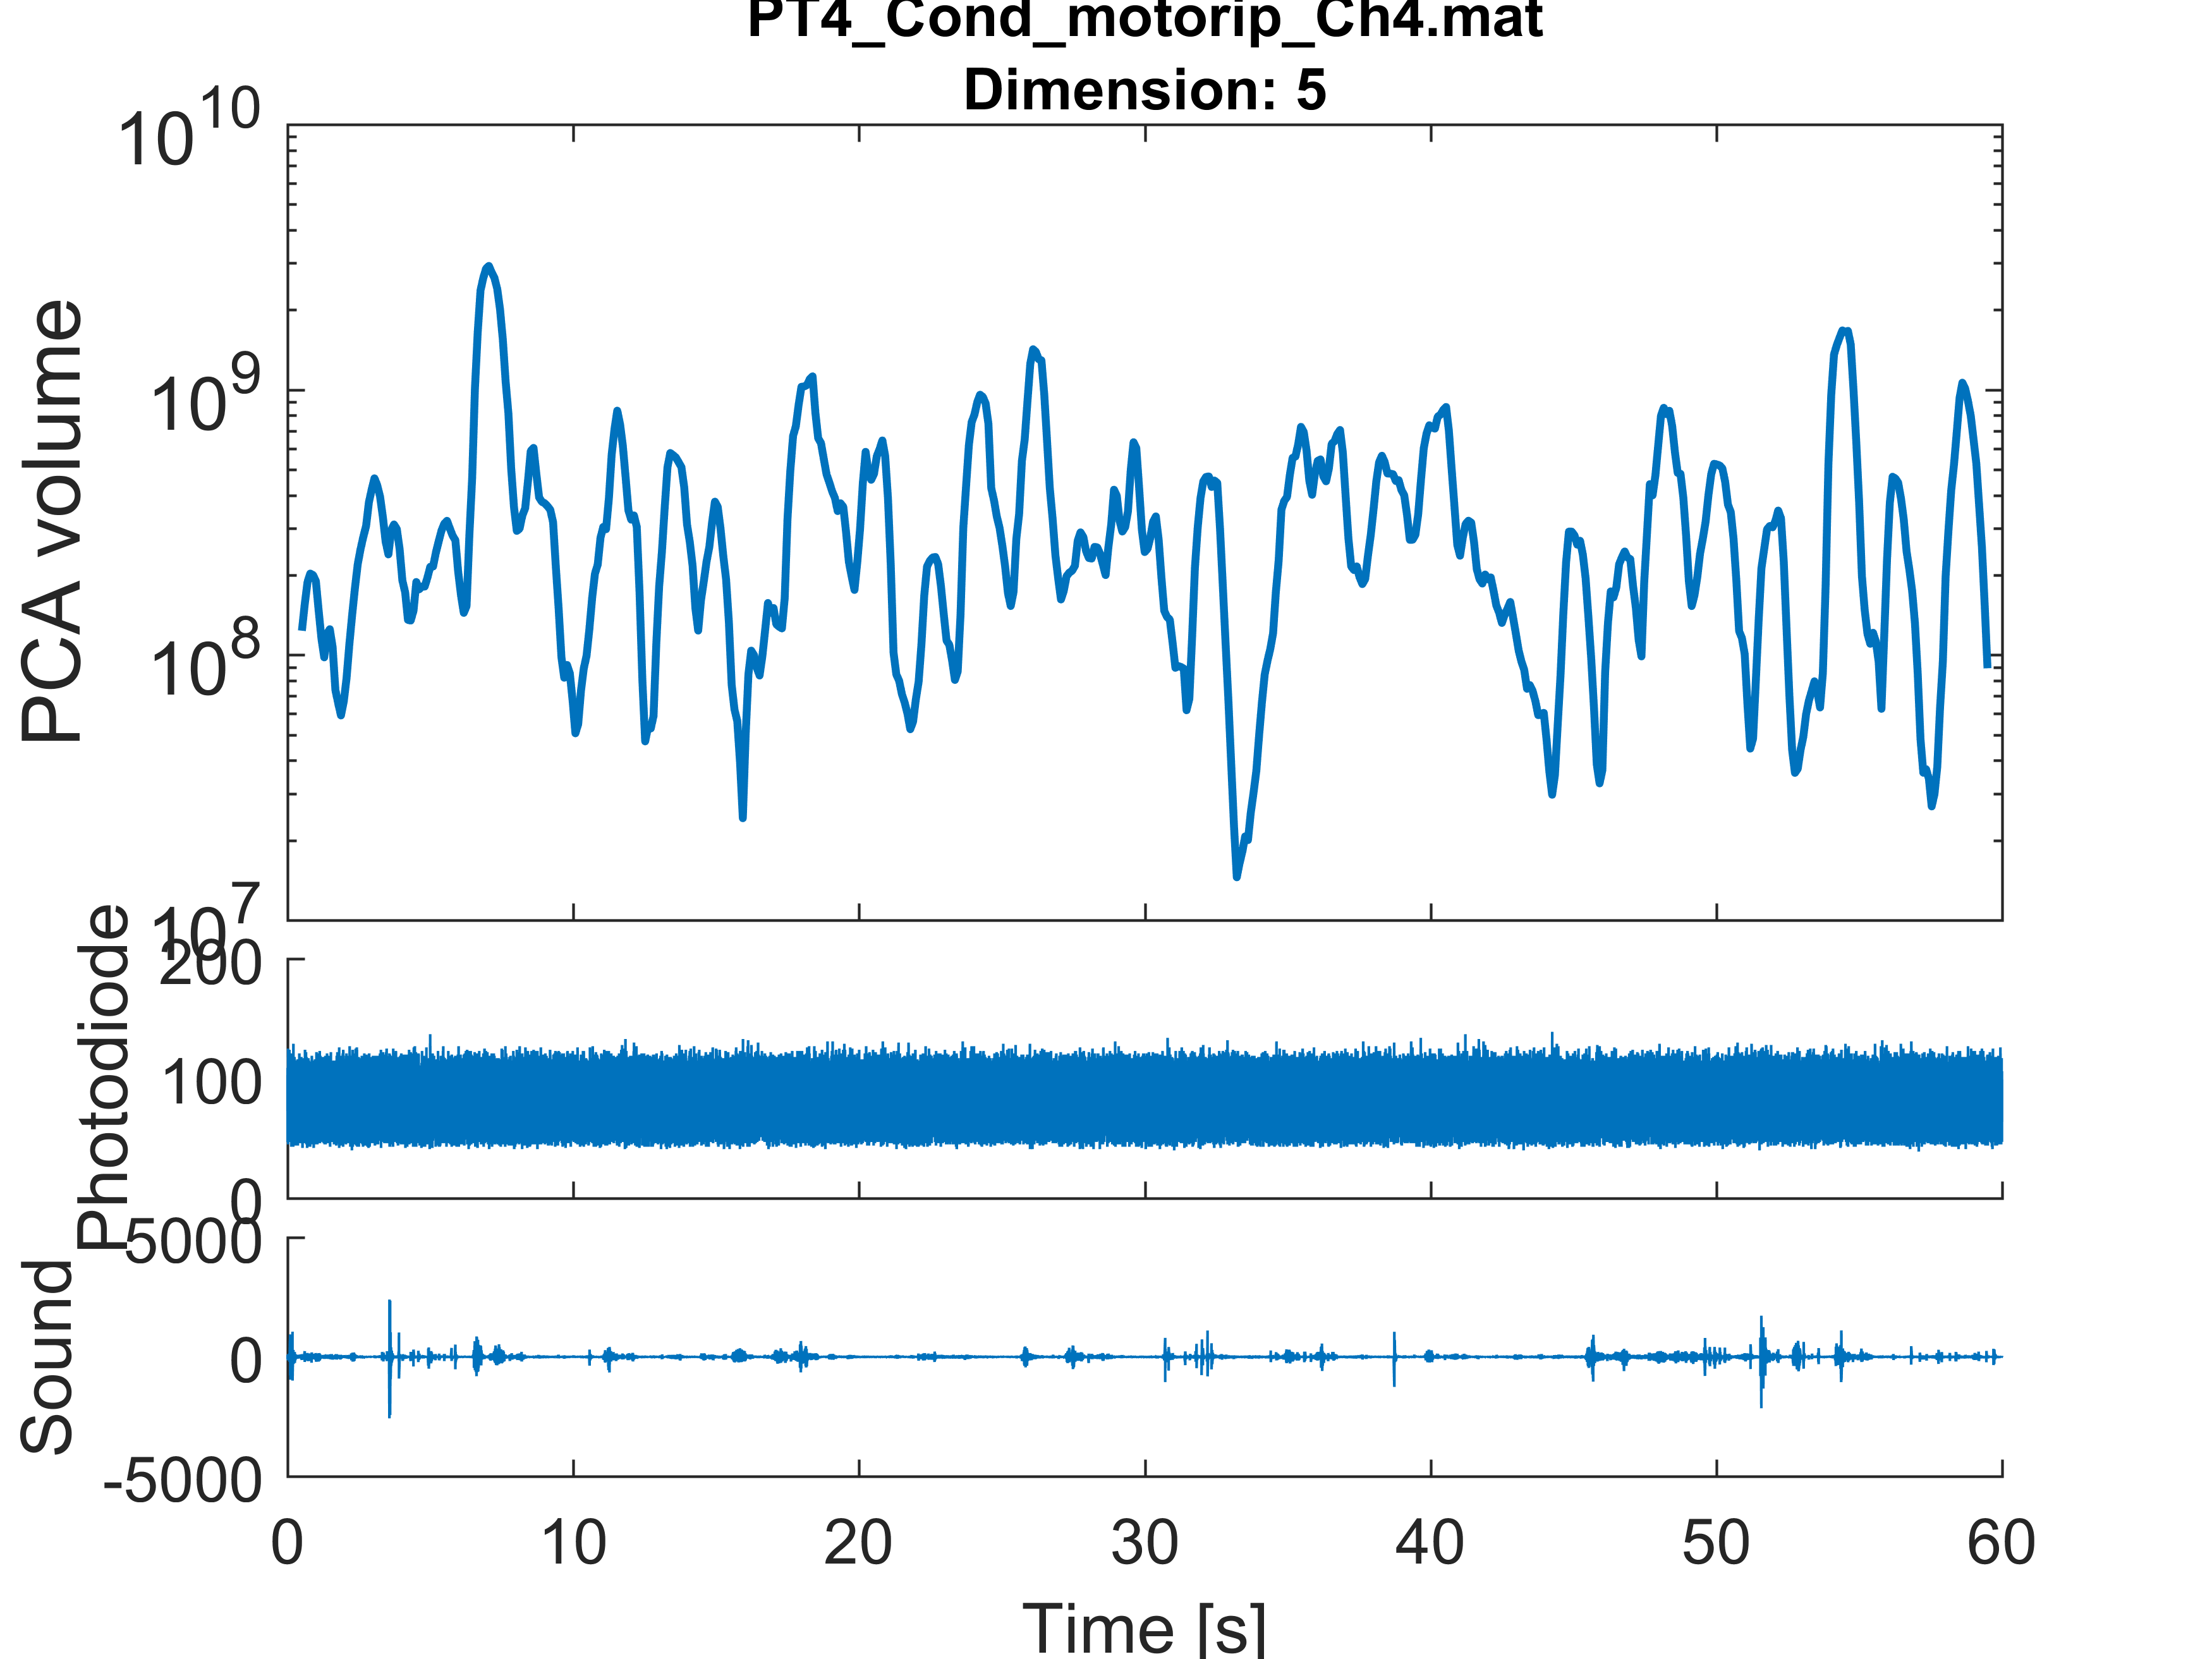 PT4_Cond_motorip_Ch4.mat
Dimension: 5
PCA volume
10^10
10^9
10^8
10^7
Photodiode
200
100
0
Sound
5000
0
-5000
0 10 20 30 40 50 60
Time [s]